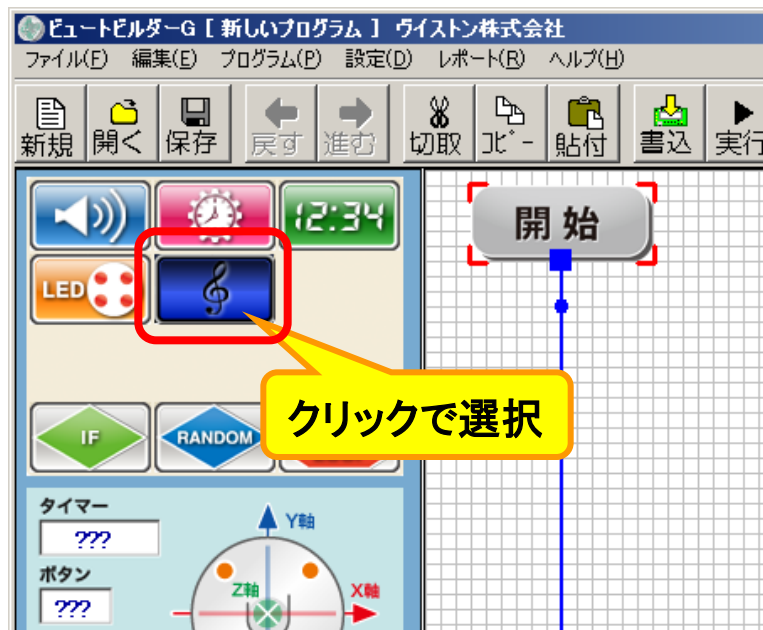 ビュートビルダーG [ 新しいプログラム ] ヴイストン株式会社
ファイル(F) 編集(E) プログラム(P) 設定(D) レポート(R) ヘルプ(H)
新規 開く 保存 戻す 進む 切取 コピー 貼付 書込 実行
12:34
開始
LED
クリックで選択
IF RANDOM
タイマー
???
Y軸
ボタン
Z軸 X軸
???